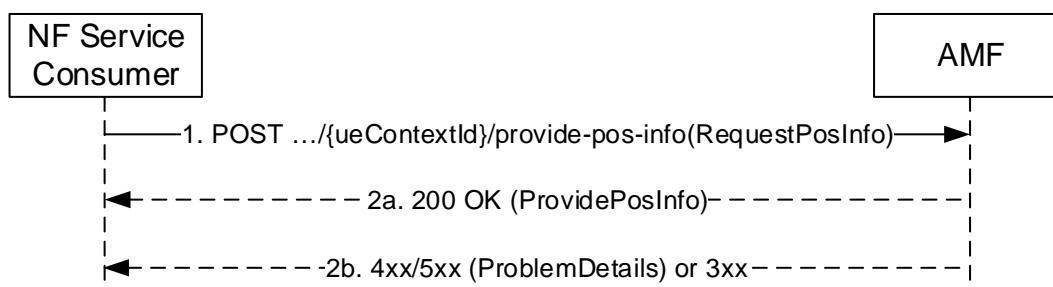 NF Service
Consumer
AMF
1. POST …/{ueContextId}/provide-pos-info(RequestPosInfo)
2a. 200 OK (ProvidePosInfo)
2b. 4xx/5xx (ProblemDetails) or 3xx